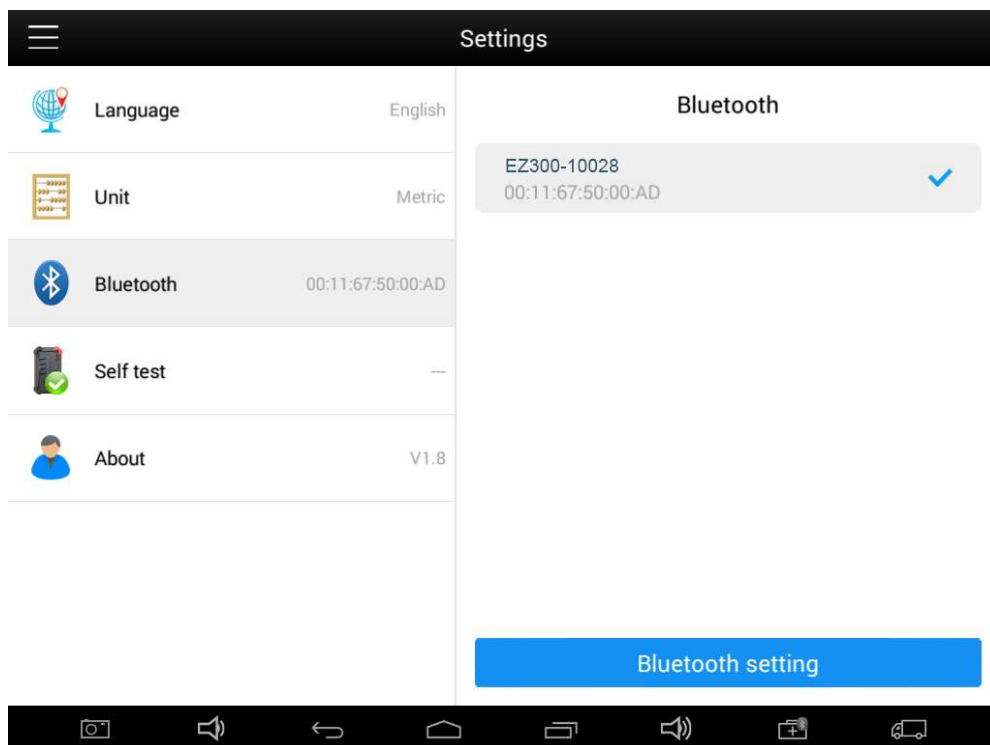 Settings
Language English
Unit Metric
Bluetooth 00:11:67:50:00:AD
Self test ---
About V1.8
Bluetooth
EZ300-10028
00:11:67:50:00:AD
Bluetooth setting